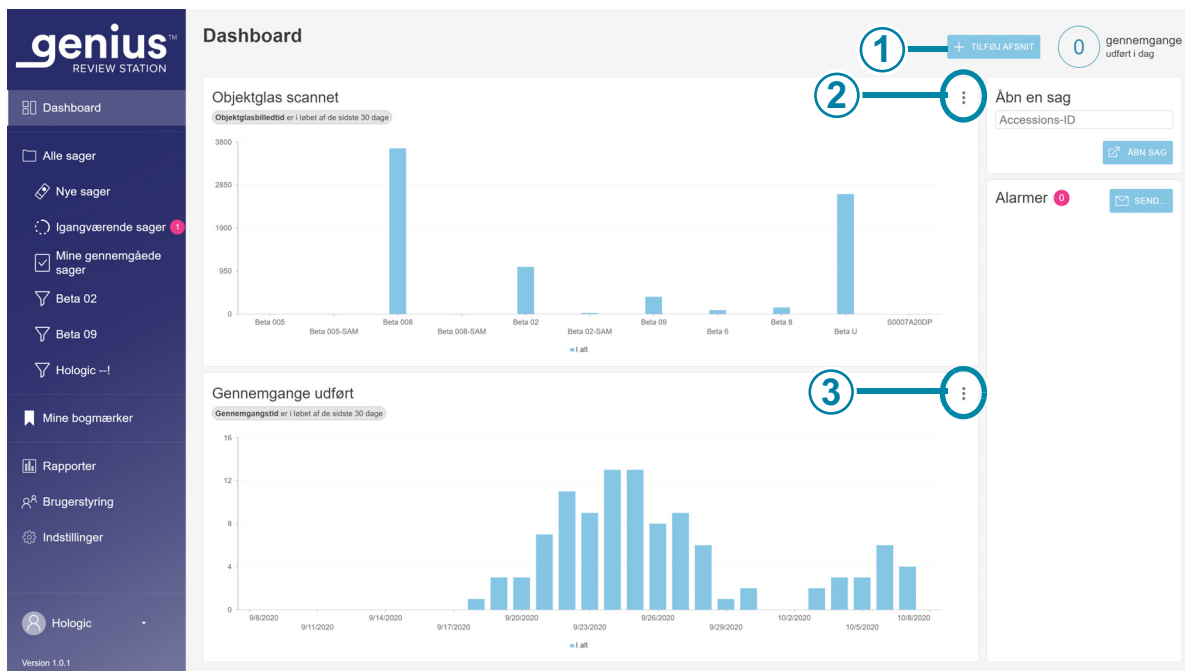 genius™
REVIEW STATION
Dashboard
Alle sager
Nye sager
Igangværende sager 1
Mine gennemgåede
sager
Beta 02
Beta 09
Hologic --!
Mine bogmærker
Rapporter
Brugerstyring
Indstillinger
Hologic
Version 1.0.1
Dashboard
1
+ TILFØJ AFSNIT
0
gennemgange
udført i dag
2
Objektglas scannet
Objektglasbilledtid er i løbet af de sidste 30 dage
3800
2850
1900
950
0
Beta 005
Beta 005-SAM
Beta 008
Beta 008-SAM
Beta 02
Beta 02-SAM
Beta 09
Beta 6
Beta 8
Beta U
S0007A20DP
I alt
3
Gennemgange udført
Gennemgangstid er i løbet af de sidste 30 dage
16
12
8
4
0
9/8/2020
9/11/2020
9/14/2020
9/17/2020
9/20/2020
9/23/2020
9/26/2020
9/29/2020
10/2/2020
10/5/2020
10/8/2020
I alt
Åbn en sag
Accessions-ID
ÅBN SAG
Alarmer 0
SEND...